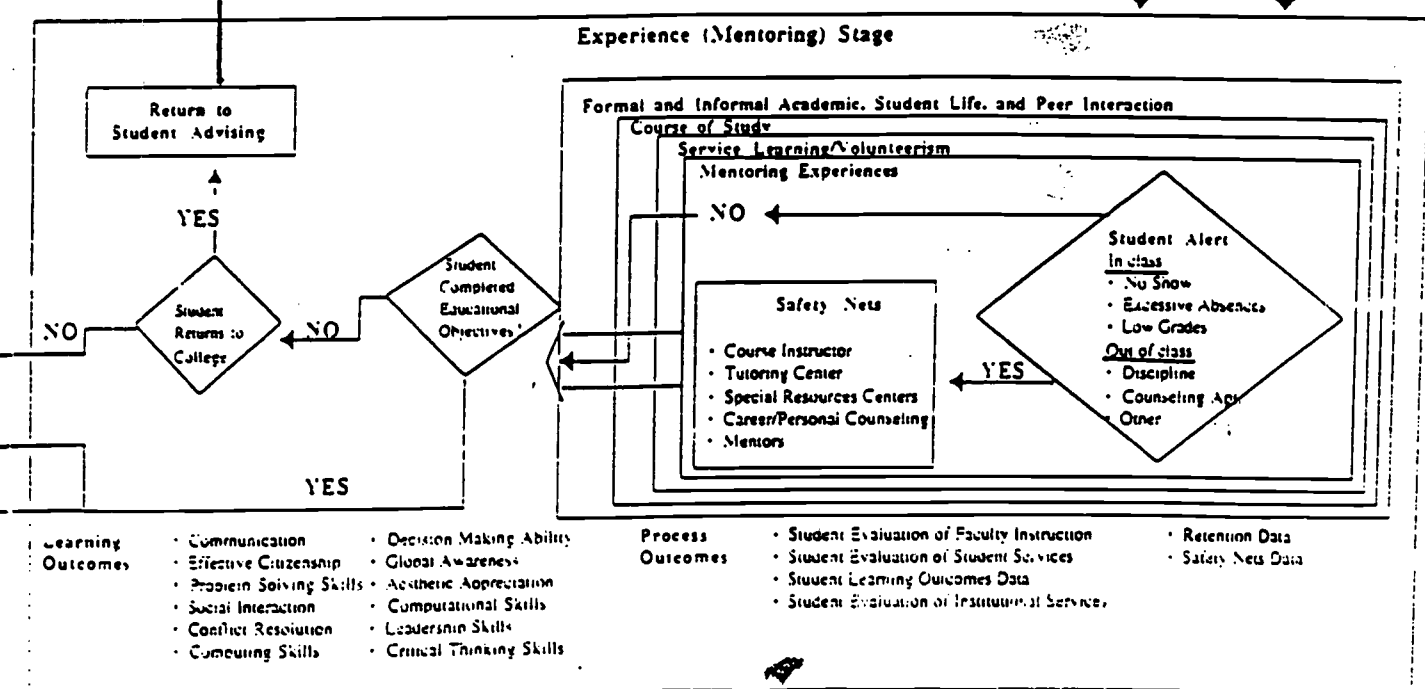 Experience (Mentoring) Stage
Return to
Student Advising
Formal and Informal Academic, Student Life, and Peer Interaction
Course of Study
Service Learning/Volunteerism
Mentoring Experiences
YES
NO
Student Alert
In class
· No Show
· Excessive Absences
· Low Grades
Out of class
· Discipline
· Counseling Apt
· Other
Student
Completed
Educational
Objectives?
Safety Nets
· Course Instructor
· Tutoring Center
· Special Resources Centers
· Career/Personal Counseling
· Mentors
Student
Returns to
College
NO
NO
YES
YES
Learning
Outcomes
· Communication
· Effective Citizenship
· Problem Solving Skills
· Social Interaction
· Conflict Resolution
· Computing Skills
· Decision Making Ability
· Global Awareness
· Aesthetic Appreciation
· Computational Skills
· Leadership Skills
· Critical Thinking Skills
Process
Outcomes
· Student Evaluation of Faculty Instruction
· Student Evaluation of Student Services
· Student Learning Outcomes Data
· Student Evaluation of Institutional Services
· Retention Data
· Safety Nets Data